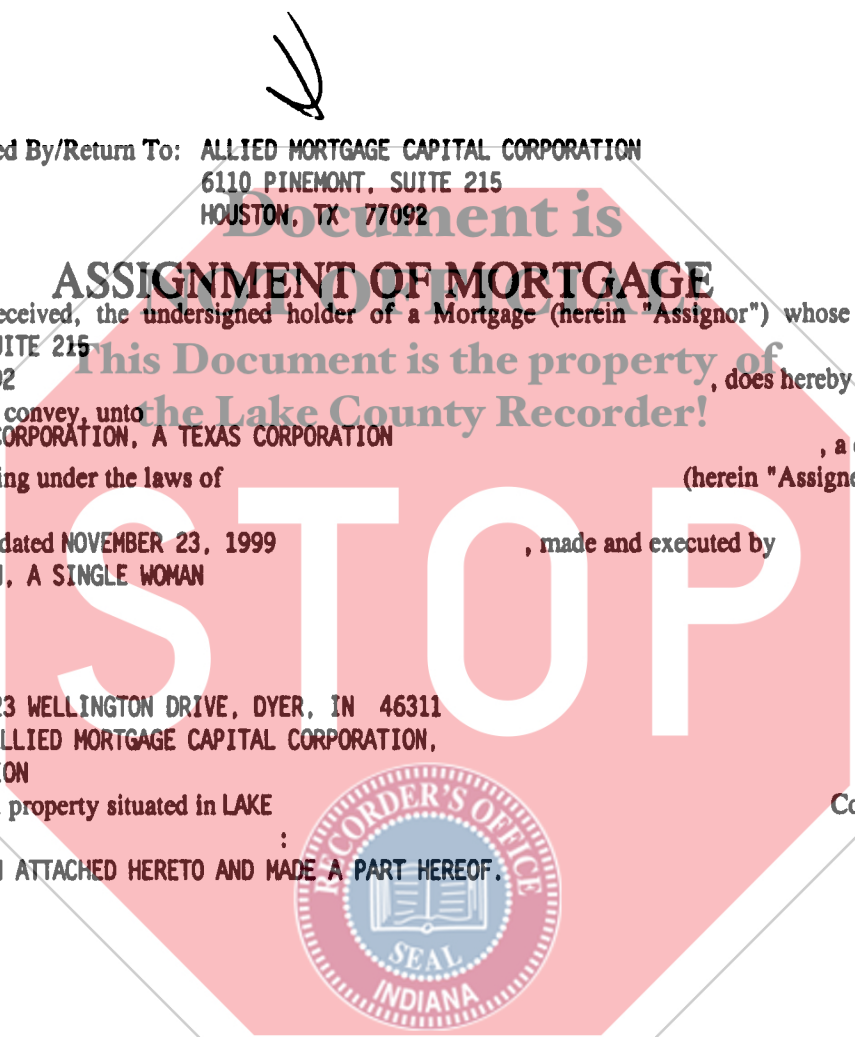 ed By/Return To: ALLIED MORTGAGE CAPITAL CORPORATION
6110 PINEMONT, SUITE 215
HOUSTON, TX 77092
Document is
ASSIGNMENT OF MORTGAGE
NOT OFFICIAL
eceived, the undersigned holder of a Mortgage (herein "Assignor") whose
UITE 215
This Document is the property of
92 , does hereby
convey, unto
the Lake County Recorder!
CORPORATION, A TEXAS CORPORATION
, a
ing under the laws of (herein "Assigne
dated NOVEMBER 23, 1999 , made and executed by
, A SINGLE WOMAN
STOP
23 WELLINGTON DRIVE, DYER, IN 46311
LLIED MORTGAGE CAPITAL CORPORATION,
ION
property situated in LAKE Co
:
ATTACHED HERETO AND MADE A PART HEREOF.
RECORDER'S OFFICE
SEAL
INDIANA